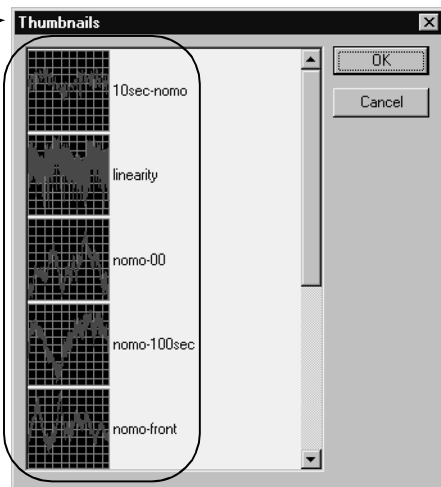 Thumbnails
10sec-nomo
linearity
nomo-00
nomo-100sec
nomo-front
OK
Cancel